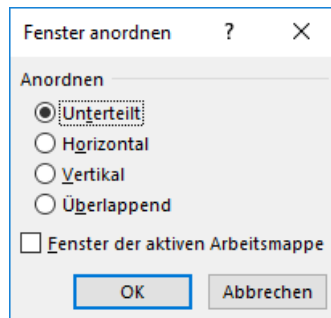 Fenster anordnen ?
Anordnen
Unterteilt
Horizontal
Vertikal
Überlappend
Fenster der aktiven Arbeitsmappe
OK Abbrechen